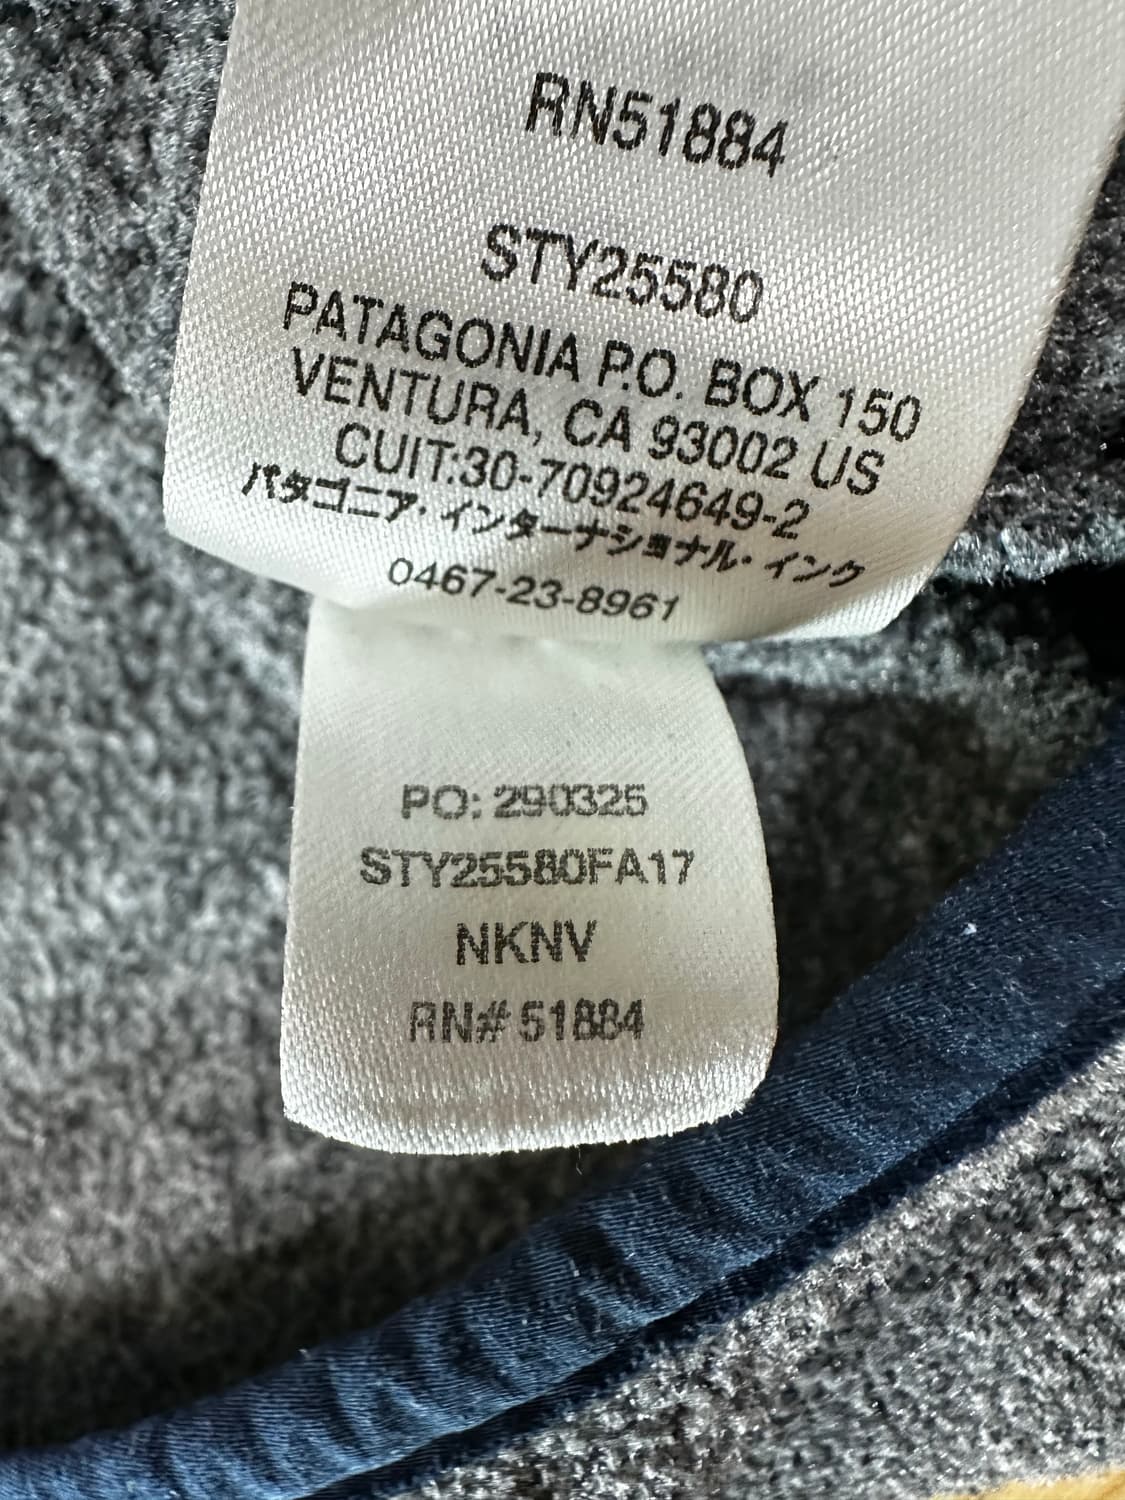 RN51884
STY25580
PATAGONIA P.O. BOX 150
VENTURA, CA 93002 US
CUIT:30-70924649-2
パタゴニア・インターナショナル・インク
0467-23-8961
PO: 290325
STY25580FA17
NKNV
RN# 51884